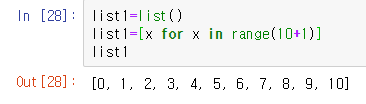 In [28]: list1=list()
list1=[x for x in range(10+1)]
list1
Out[28]: [0, 1, 2, 3, 4, 5, 6, 7, 8, 9, 10]